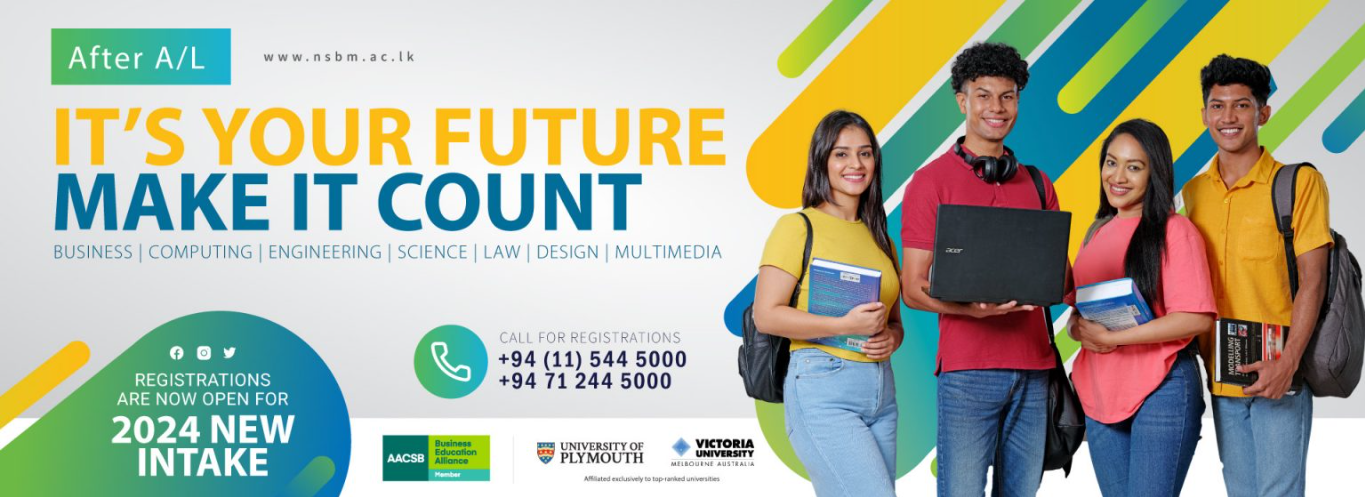 After A/L
www.nsbm.ac.lk
IT'S YOUR FUTURE
MAKE IT COUNT
BUSINESS | COMPUTING | ENGINEERING | SCIENCE | LAW | DESIGN | MULTIMEDIA
REGISTRATIONS
ARE NOW OPEN FOR
2024 NEW
INTAKE
CALL FOR REGISTRATIONS
+94 (11) 544 5000
+94 71 244 5000
AACSB
Business
Education
Alliance
Member
UNIVERSITY OF
PLYMOUTH
VICTORIA
UNIVERSITY
MELBOURNE AUSTRALIA
Affiliated exclusively to top-ranked universities
acer
MODELLING
TRANSPORT